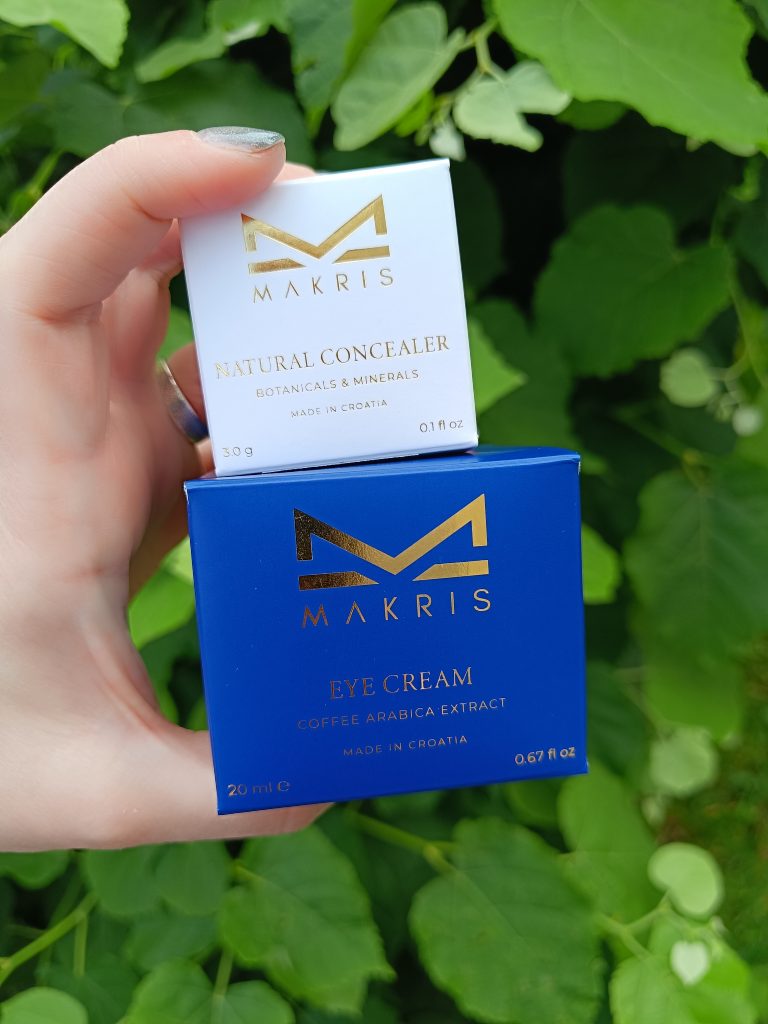 MAKRIS
NATURAL CONCEALER
BOTANICALS & MINERALS
MADE IN CROATIA
3.0 g
0.1 fl oz
MAKRIS
EYE CREAM
COFFEE ARABICA EXTRACT
MADE IN CROATIA
20 ml e
0.67 fl oz